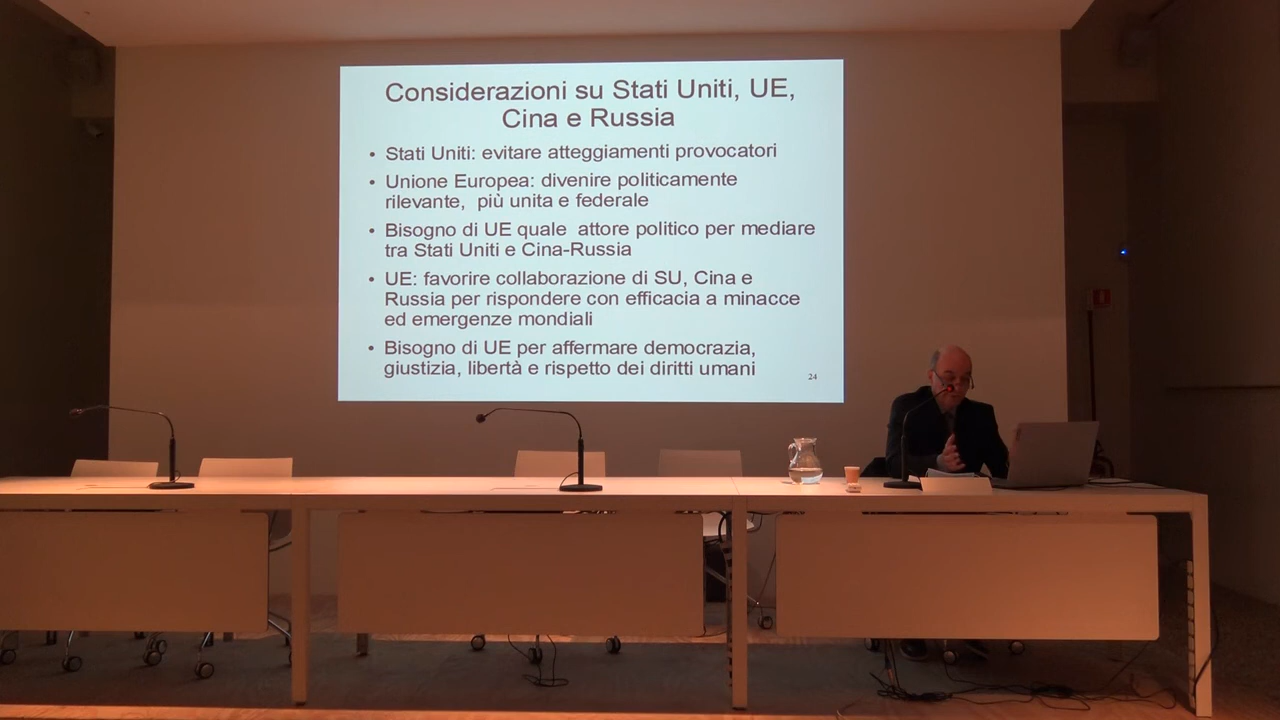 Considerazioni su Stati Uniti, UE,
Cina e Russia
• Stati Uniti: evitare atteggiamenti provocatori
• Unione Europea: divenire politicamente
rilevante,  più unita e federale
• Bisogno di UE quale  attore politico per mediare
tra Stati Uniti e Cina-Russia
• UE: favorire collaborazione di SU, Cina e
Russia per rispondere con efficacia a minacce
ed emergenze mondiali
• Bisogno di UE per affermare democrazia,
giustizia, libertà e rispetto dei diritti umani
24